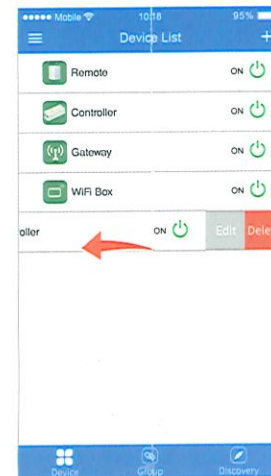 Mobile 10:18 95%
Device List +
Remote ON
Controller ON
Gateway ON
WiFi Box ON
oller ON Edit Dele
Device Group Discovery